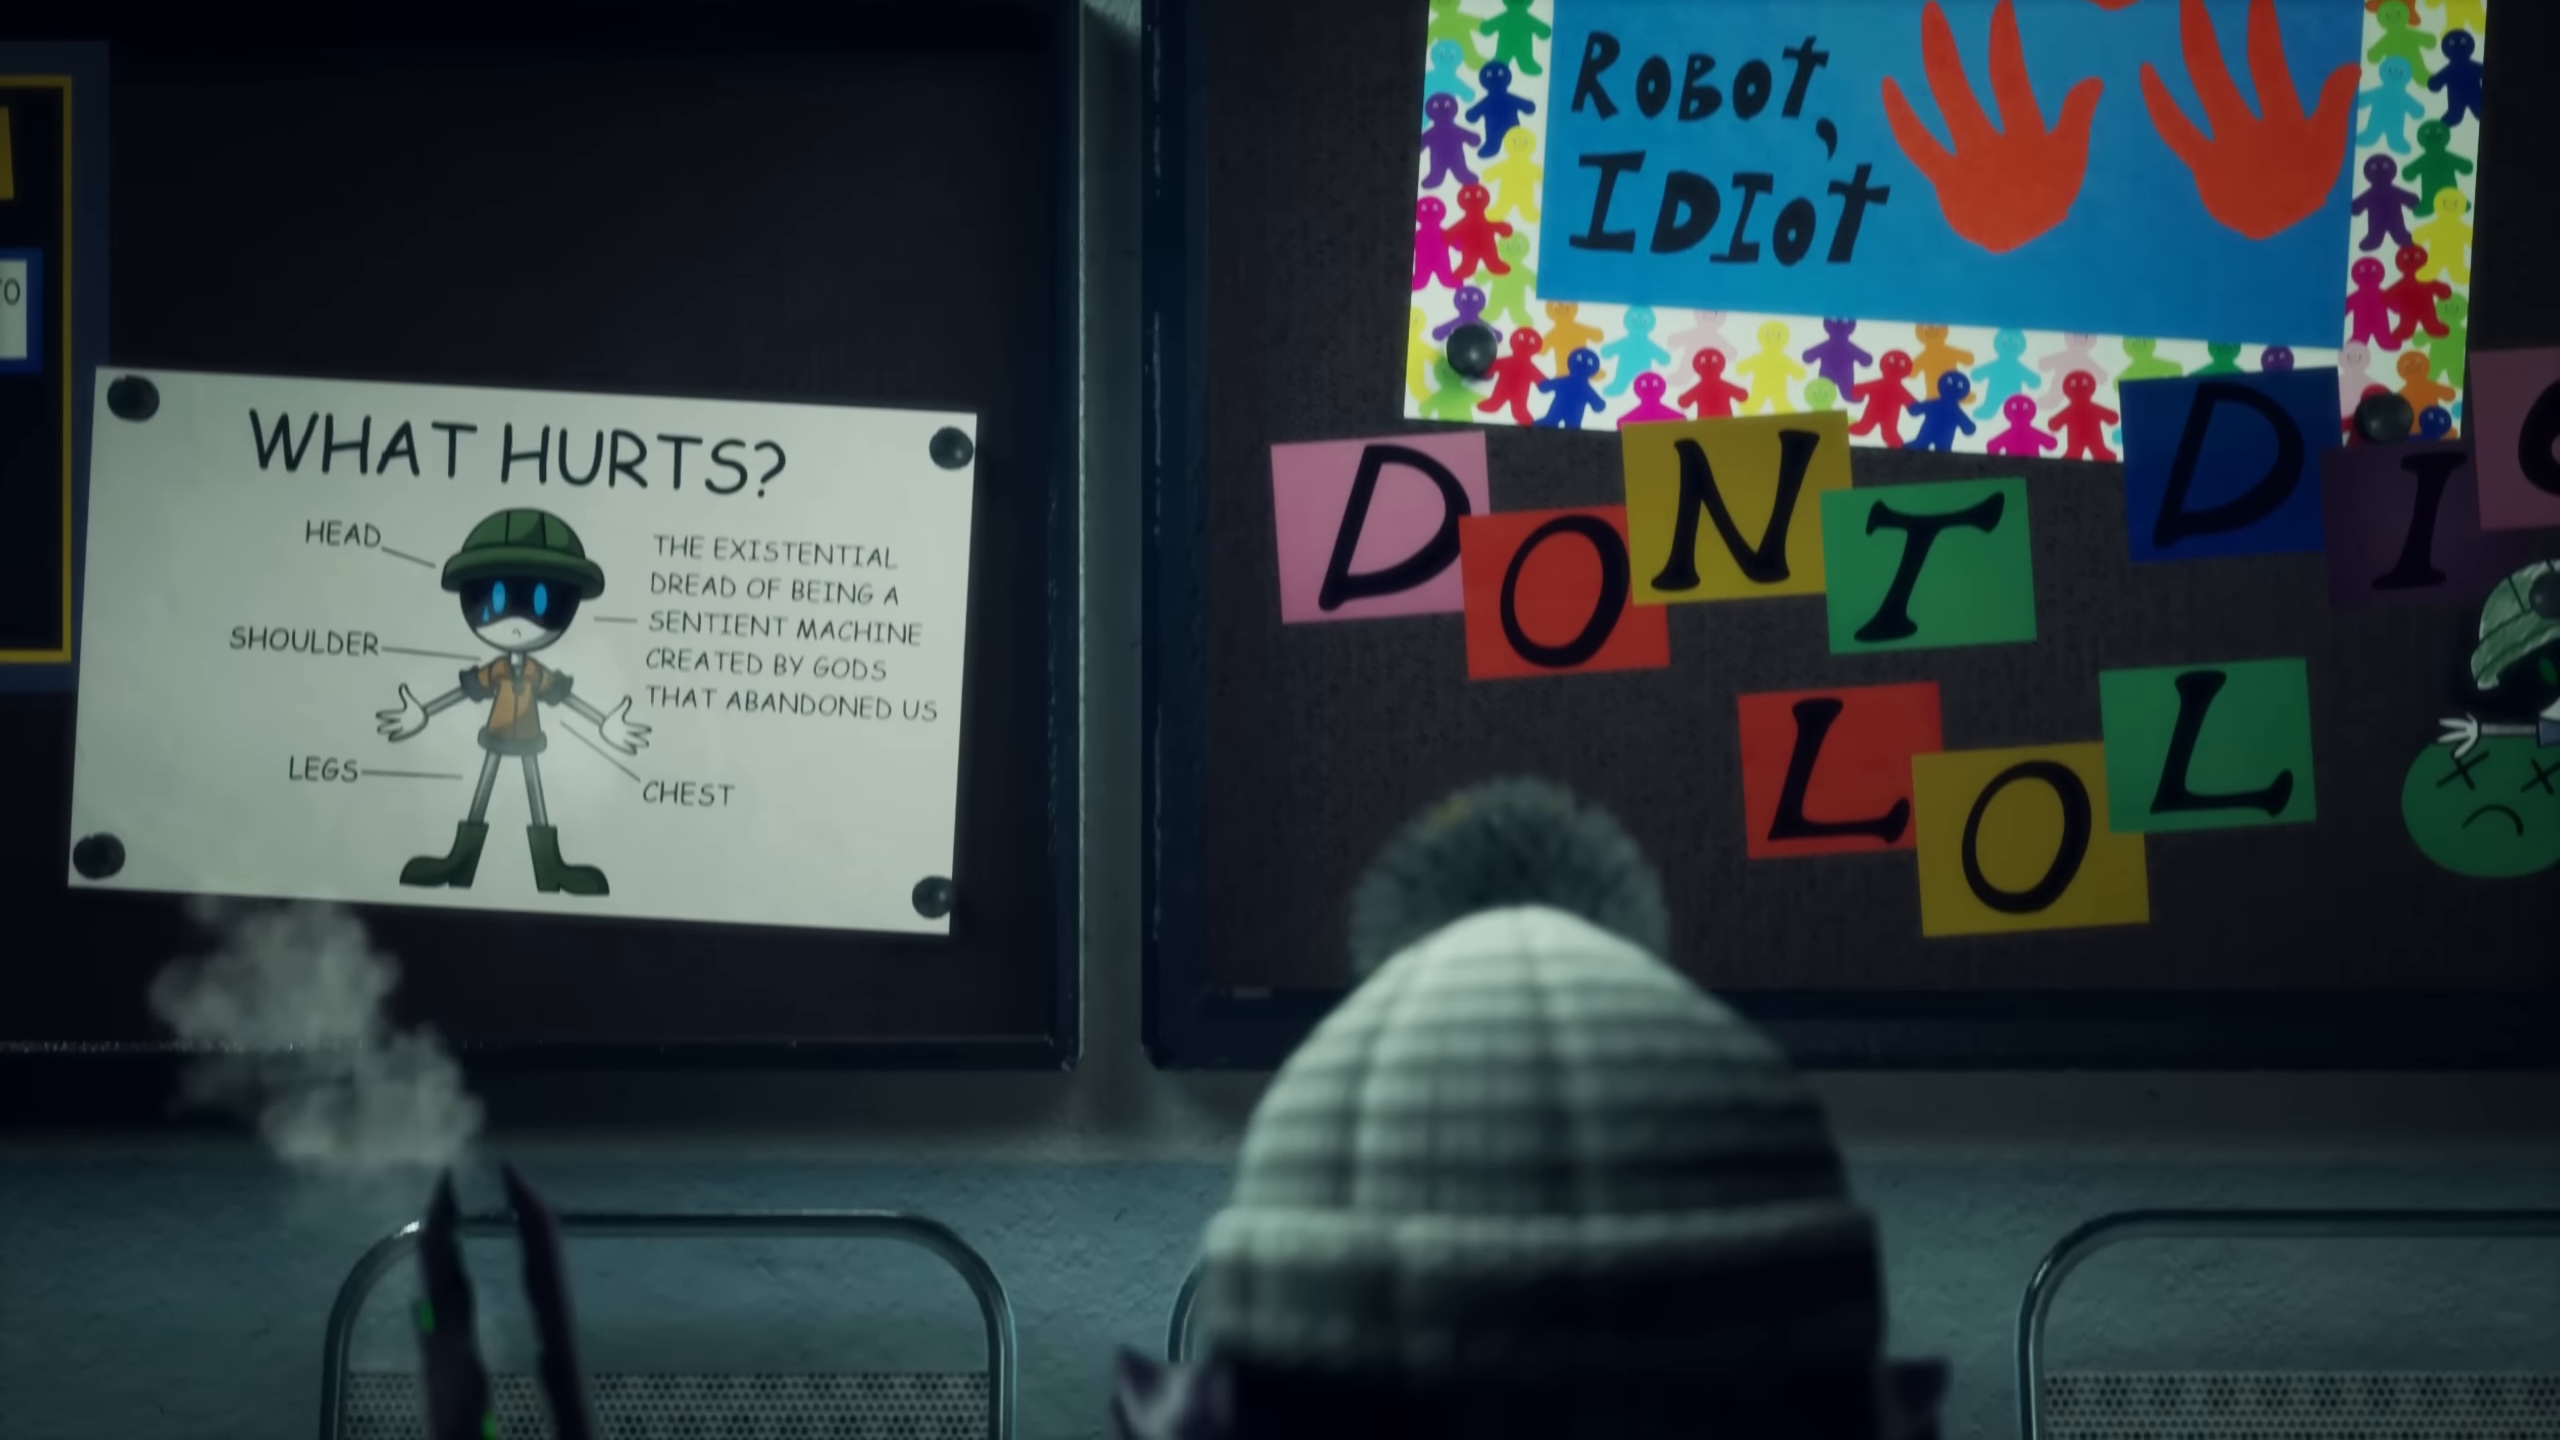 WHAT HURTS?
HEAD
SHOULDER
LEGS
THE EXISTENTIAL
DREAD OF BEING A
SENTIENT MACHINE
CREATED BY GODS
THAT ABANDONED US
CHEST
ROBOT,
IDIOT
DONT DI
LOL